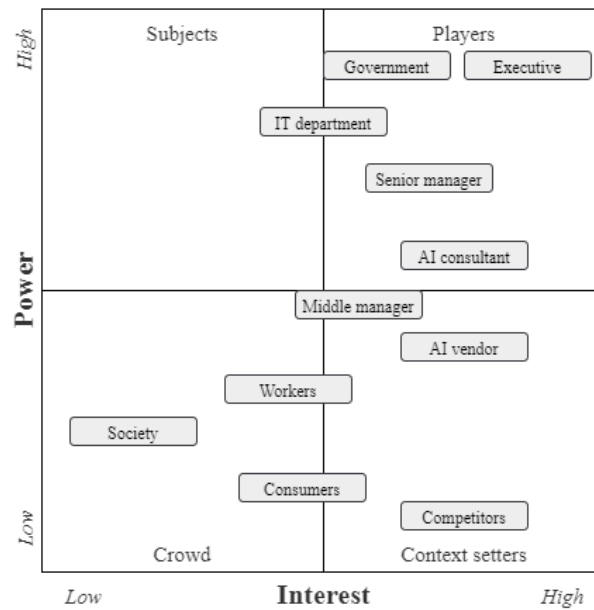 High
Subjects
Players
Government
Executive
IT department
Senior manager
AI consultant
Power
Middle manager
AI vendor
Workers
Society
Consumers
Competitors
Low
Crowd
Context setters
Low
Interest
High